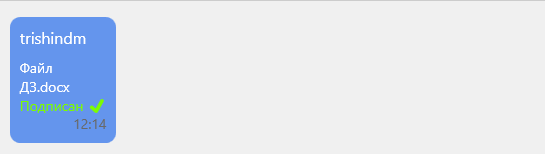 trishindm
Файл
ДЗ.docx
Подписан
12:14